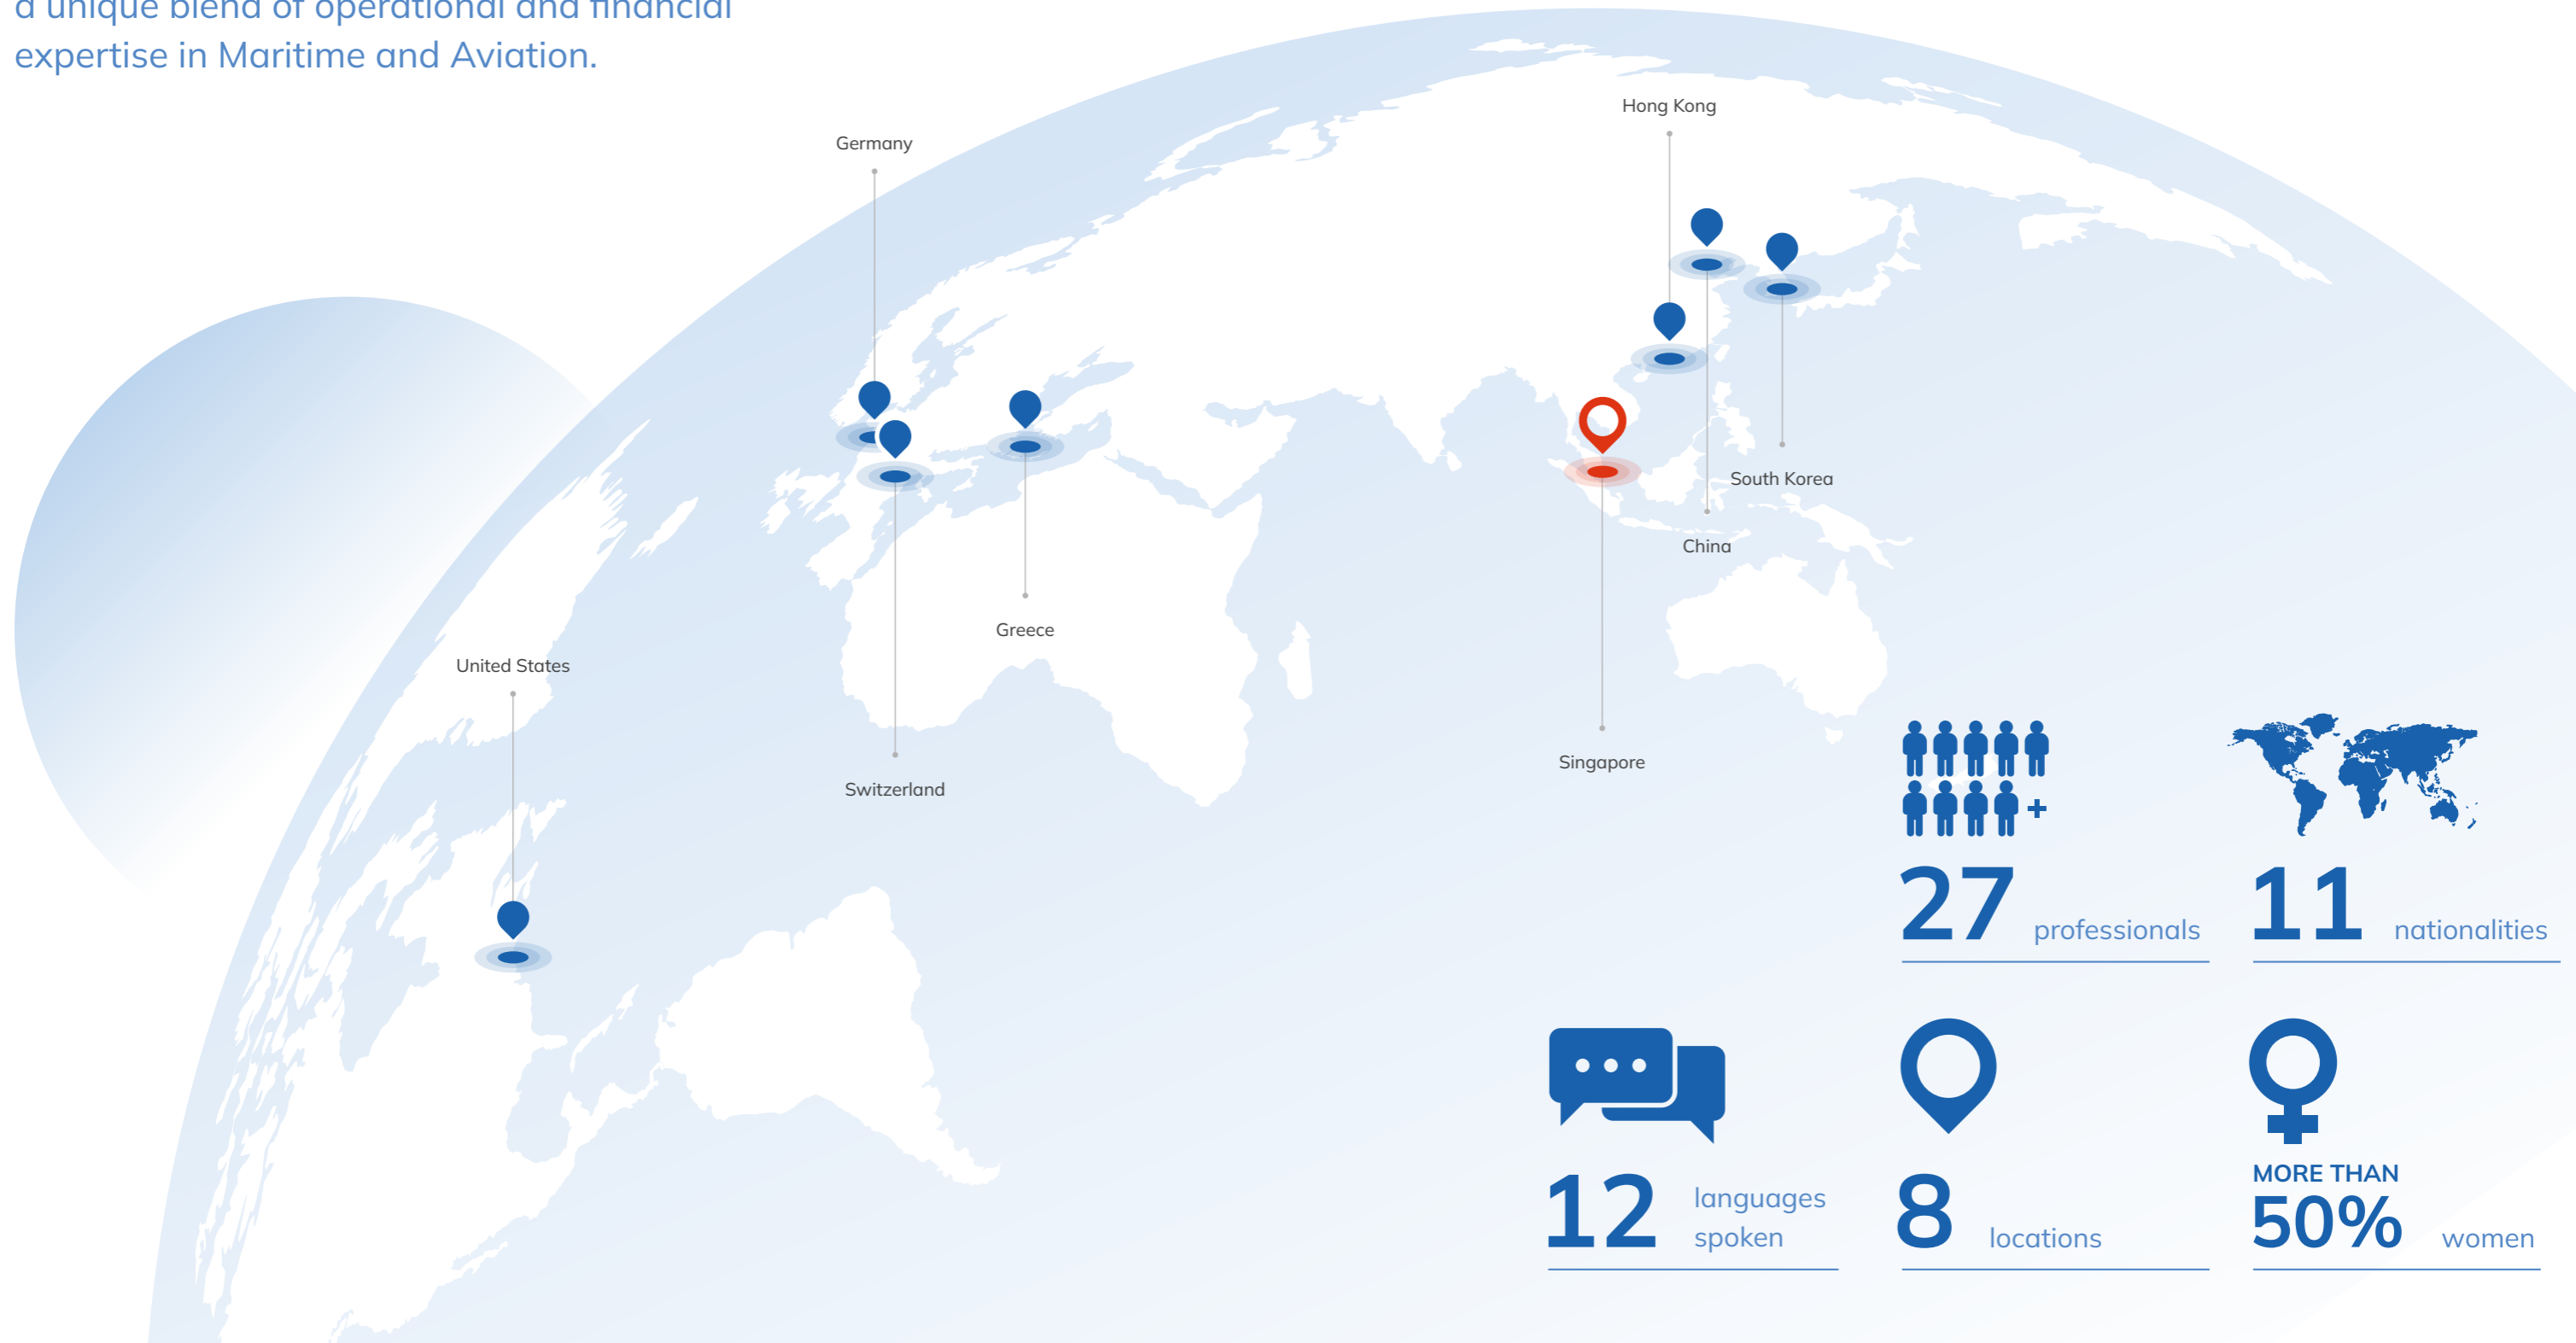 a unique blend of operational and financial
expertise in Maritime and Aviation.
Hong Kong
Germany
South Korea
China
Greece
United States
Singapore
Switzerland
27 professionals
11 nationalities
12 languages
spoken
8 locations
MORE THAN
50% women